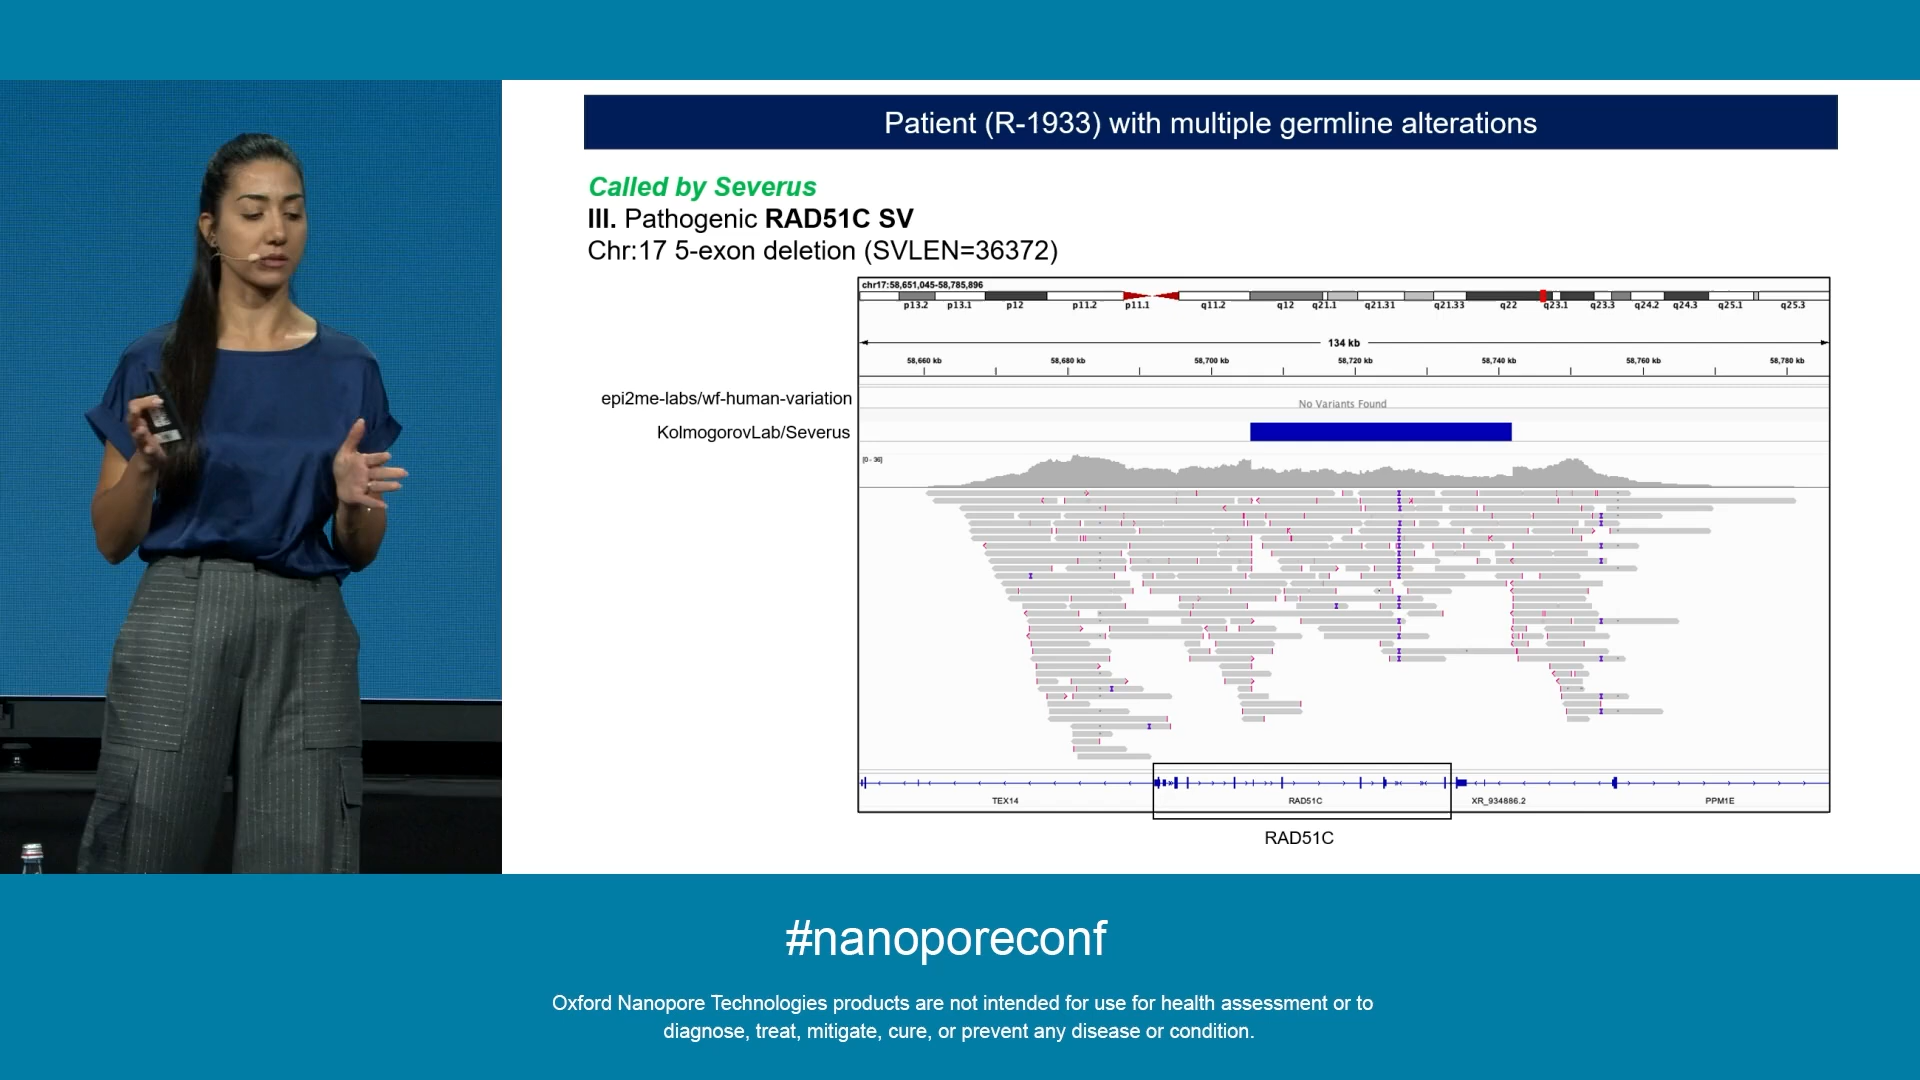 Patient (R-1933) with multiple germline alterations
Called by Severus
III. Pathogenic RAD51C SV
Chr:17 5-exon deletion (SVLEN=36372)
chr17:58,651,045-58,785,896
p13.2 p13.1 p12 p11.2 p11.1 q11.2 q12 q21.1 q21.31 q21.33 q22 q23.1 q23.3 q24.2 q24.3 q25.1 q25.3
134 kb
58,660 kb 58,680 kb 58,700 kb 58,720 kb 58,740 kb 58,760 kb 58,780 kb
epi2me-labs/wf-human-variation
No Variants Found
KolmogorovLab/Severus
[0 - 36]
TEX14 RAD51C XR_934886.2 PPM1E
RAD51C
#nanoporeconf
Oxford Nanopore Technologies products are not intended for use for health assessment or to
diagnose, treat, mitigate, cure, or prevent any disease or condition.